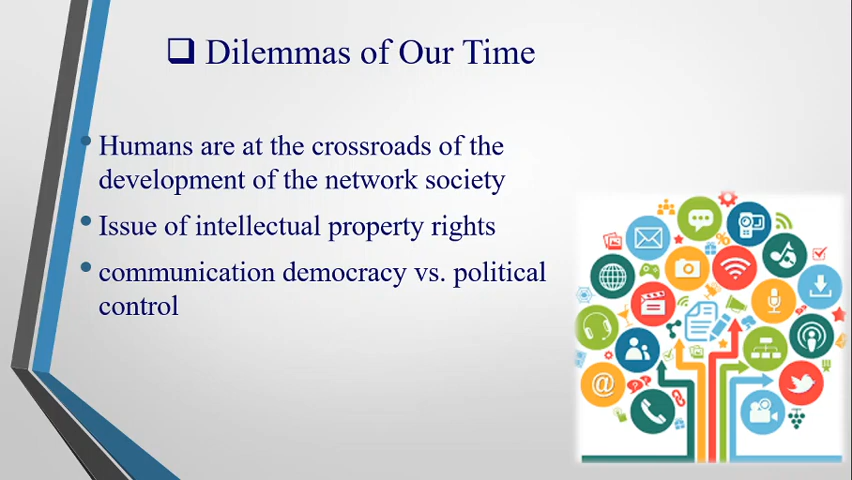 ❑ Dilemmas of Our Time
• Humans are at the crossroads of the
development of the network society
• Issue of intellectual property rights
• communication democracy vs. political
control